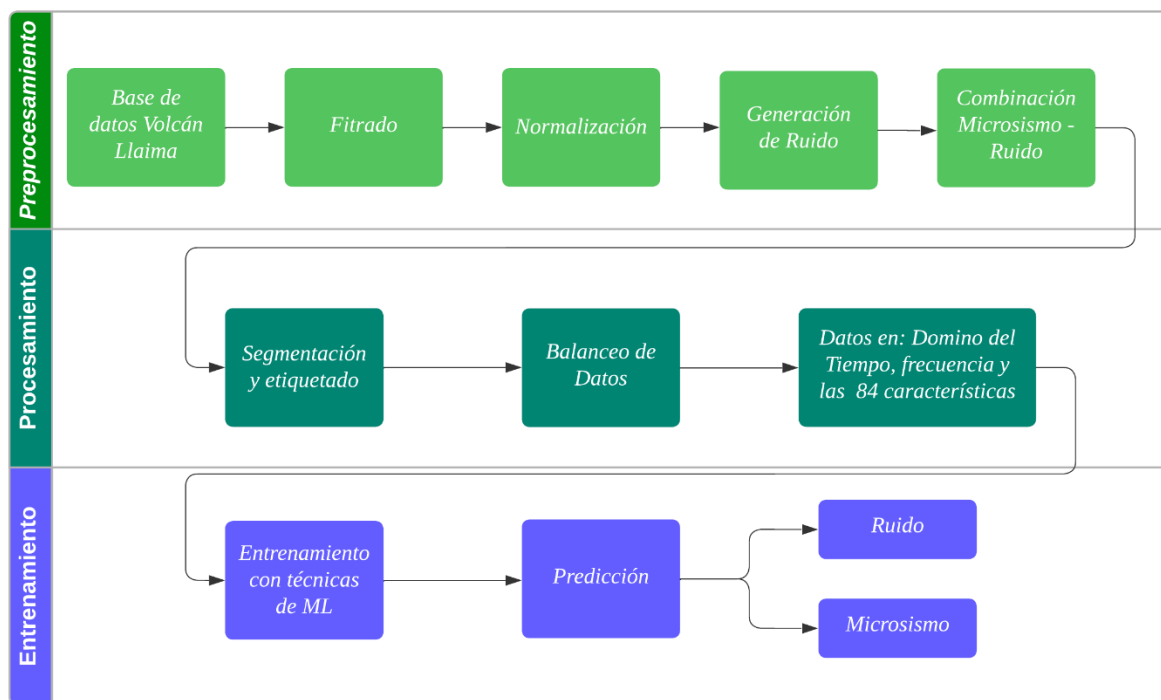 Preprocesamiento
Base de
datos Volcán
Llaima
Fitrado
Normalización
Generación
de Ruido
Combinación
Microsismo -
Ruido
Procesamiento
Segmentación
y etiquetado
Balanceo de
Datos
Datos en: Domino del
Tiempo, frecuencia y
las 84 características
Entrenamiento
Entrenamiento
con técnicas
de ML
Predicción
Ruido
Microsismo